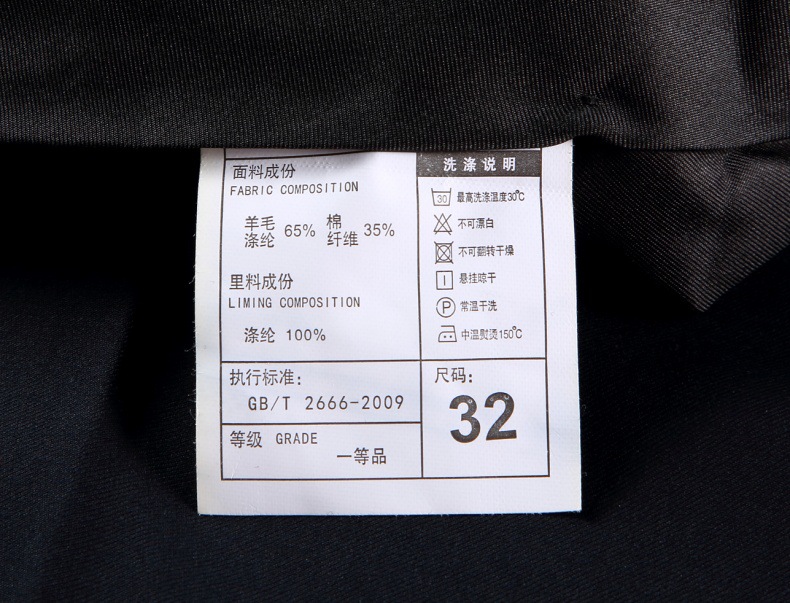 面料成份
FABRIC COMPOSITION
羊毛 65% 棉 35%
涤纶 纤维
里料成份
LIMING COMPOSITION
涤纶 100%
执行标准:
GB/T 2666-2009
等级 GRADE
一等品
洗涤说明
30 最高洗涤温度30℃
不可漂白
不可翻转干燥
悬挂晾干
P 常温干洗
中温熨烫150℃
尺码:
32